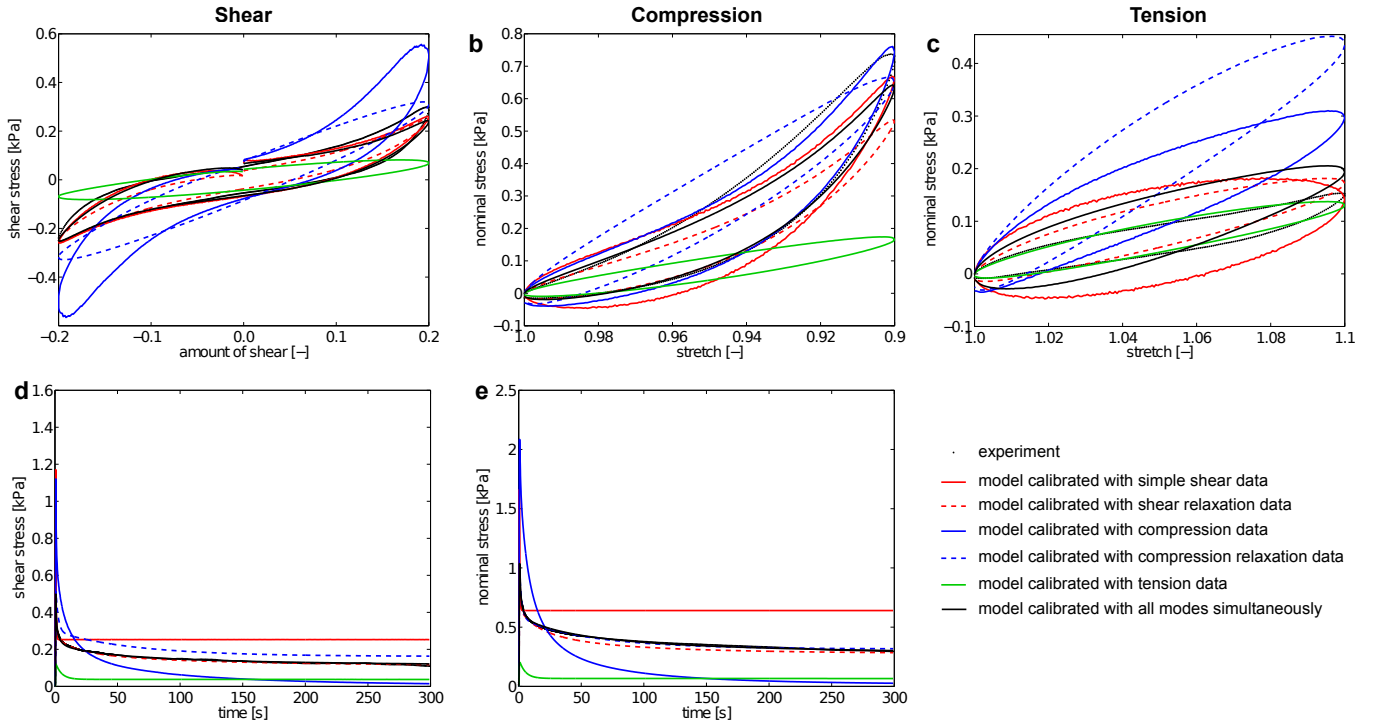 Shear
Compression
Tension
b
c
0.6
0.4
0.2
0
−0.2
−0.4
shear stress [kPa]
−0.2
−0.1
0.0
0.1
0.2
amount of shear [−]
0.8
0.7
0.6
0.5
0.4
0.3
0.2
0.1
0
−0.1
nominal stress [kPa]
1.0
0.98
0.96
0.94
0.92
0.9
stretch [−]
0.4
0.3
0.2
0.1
0
−0.1
nominal stress [kPa]
1.0
1.02
1.04
1.06
1.08
1.1
stretch [−]
d
1.6
1.4
1.2
1.0
0.8
0.6
0.4
0.2
0
shear stress [kPa]
0
50
100
150
200
250
300
time [s]
e
2.5
2
1.5
1
0.5
0
nominal stress [kPa]
0
50
100
150
200
250
300
time [s]
experiment
model calibrated with simple shear data
model calibrated with shear relaxation data
model calibrated with compression data
model calibrated with compression relaxation data
model calibrated with tension data
model calibrated with all modes simultaneously